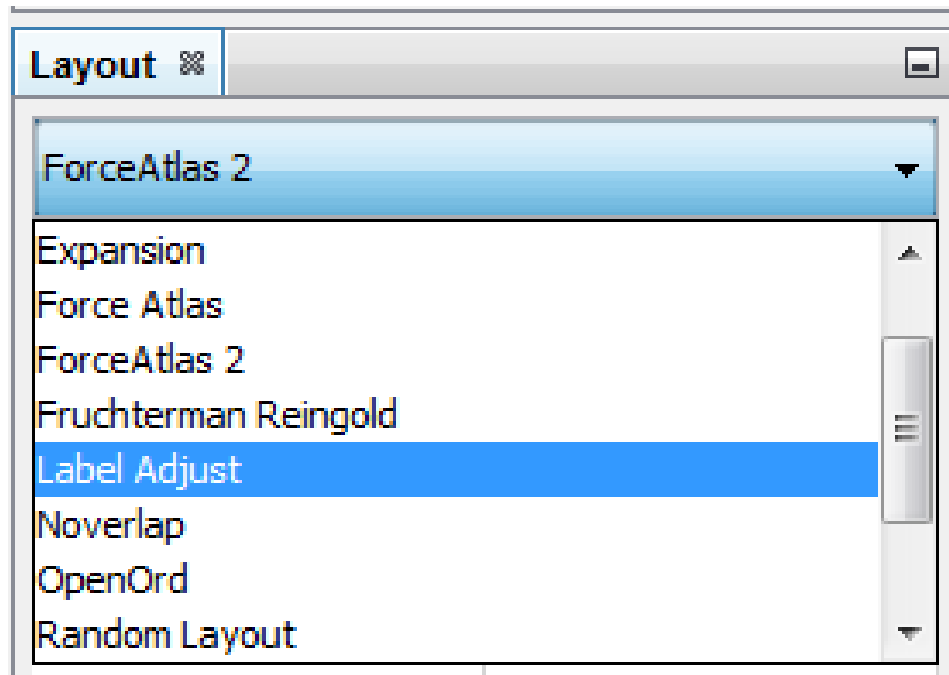 Layout
ForceAtlas 2
Expansion
Force Atlas
ForceAtlas 2
Fruchterman Reingold
Label Adjust
Noverlap
OpenOrd
Random Layout